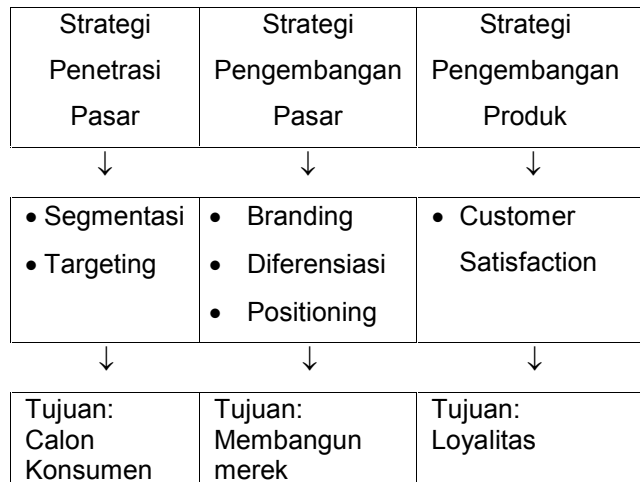 Strategi
Penetrasi
Pasar
Strategi
Pengembangan
Pasar
Strategi
Pengembangan
Produk
↓
↓
↓
• Segmentasi
• Targeting
• Branding
• Diferensiasi
• Positioning
• Customer
Satisfaction
↓
↓
↓
Tujuan:
Calon
Konsumen
Tujuan:
Membangun
merek
Tujuan:
Loyalitas